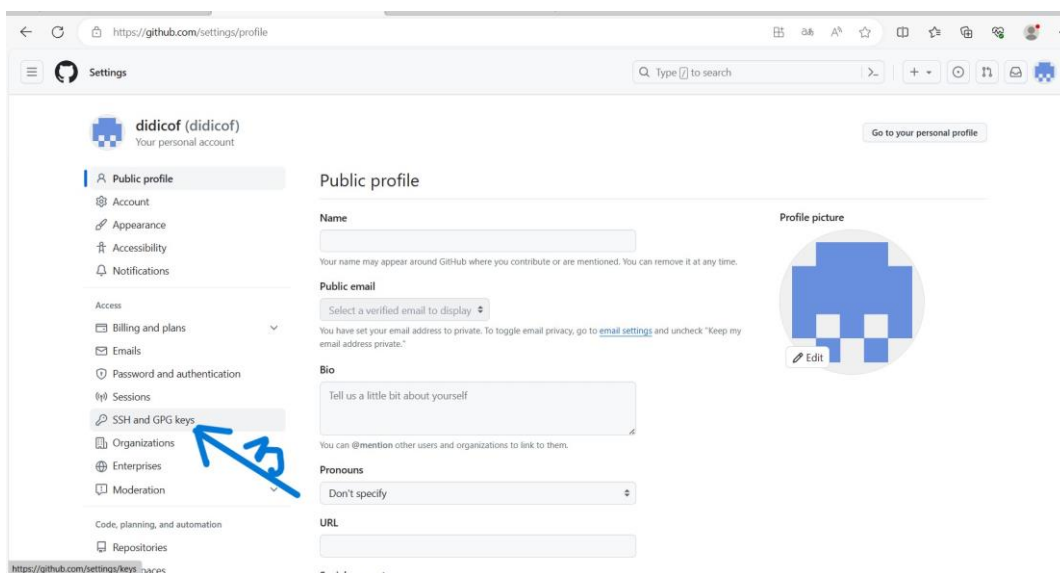 https://github.com/settings/profile
Settings
Type / to search
didicof (didicof)
Your personal account
Go to your personal profile
Public profile
Account
Appearance
Accessibility
Notifications
Access
Billing and plans
Emails
Password and authentication
Sessions
SSH and GPG keys
Organizations
Enterprises
Moderation
Code, planning, and automation
Repositories
https://github.com/settings/keys
Public profile
Name
Your name may appear around GitHub where you contribute or are mentioned. You can remove it at any time.
Public email
Select a verified email to display
You have set your email address to private. To toggle email privacy, go to email settings and uncheck "Keep my
email address private."
Bio
Tell us a little bit about yourself
You can @mention other users and organizations to link to them.
Pronouns
Don't specify
URL
Profile picture
Edit
3